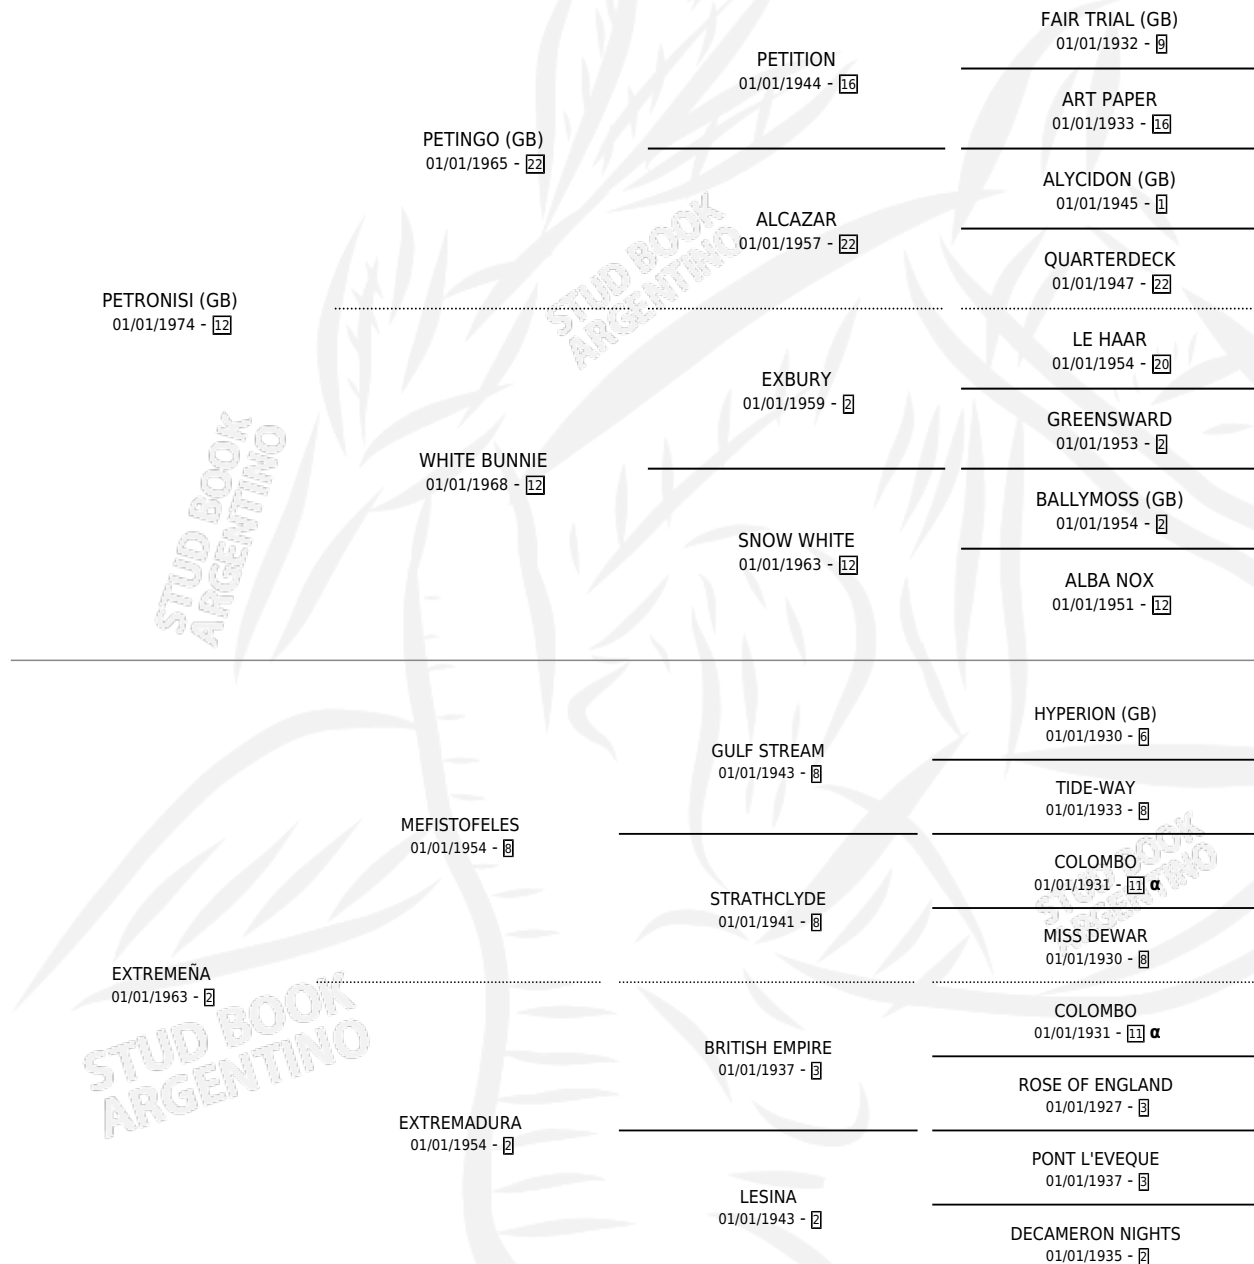 FAIR TRIAL (GB)
01/01/1932 - 9
PETITION
01/01/1944 - 16
ART PAPER
01/01/1933 - 16
PETINGO (GB)
01/01/1965 - 22
ALYCIDON (GB)
01/01/1945 - 1
ALCAZAR
01/01/1957 - 22
QUARTERDECK
01/01/1947 - 22
PETRONISI (GB)
01/01/1974 - 12
LE HAAR
01/01/1954 - 20
EXBURY
01/01/1959 - 2
GREENSWARD
01/01/1953 - 2
WHITE BUNNIE
01/01/1968 - 12
BALLYMOSS (GB)
01/01/1954 - 2
SNOW WHITE
01/01/1963 - 12
ALBA NOX
01/01/1951 - 12
HYPERION (GB)
01/01/1930 - 6
GULF STREAM
01/01/1943 - 8
TIDE-WAY
01/01/1933 - 8
MEFISTOFELES
01/01/1954 - 8
COLOMBO
01/01/1931 - 11 α
STRATHCLYDE
01/01/1941 - 8
MISS DEWAR
01/01/1930 - 8
EXTREMEÑA
01/01/1963 - 2
COLOMBO
01/01/1931 - 11 α
BRITISH EMPIRE
01/01/1937 - 3
ROSE OF ENGLAND
01/01/1927 - 3
EXTREMADURA
01/01/1954 - 2
PONT L'EVEQUE
01/01/1937 - 3
LESINA
01/01/1943 - 2
DECAMERON NIGHTS
01/01/1935 - 2
STUD BOOK
ARGENTINO
STUD BOOK
ARGENTINO
STUD BOOK
ARGENTINO
STUD BOOK
ARGENTINO